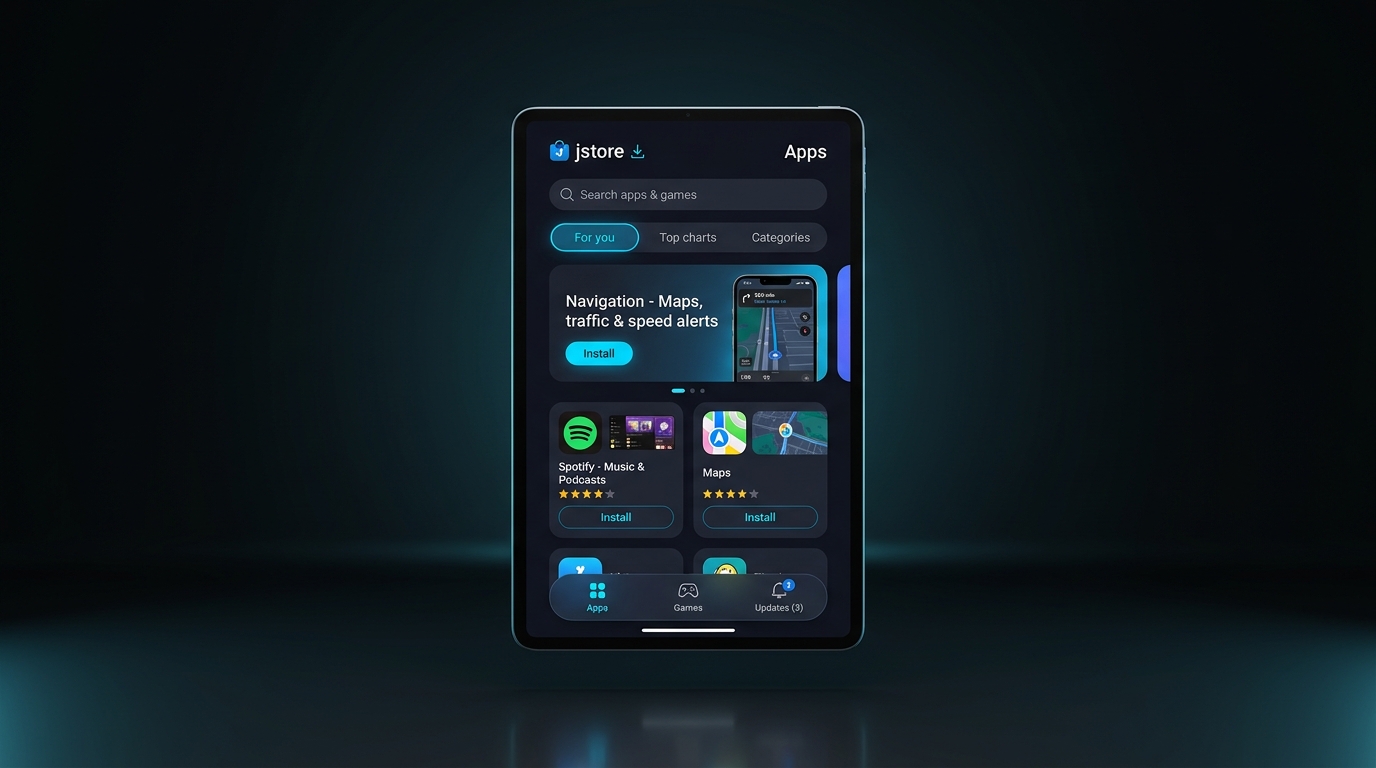 jstore
Apps
Search apps & games
For you
Top charts
Categories
Navigation - Maps,
traffic & speed alerts
Install
Spotify - Music &
Podcasts
Install
Maps
Install
Apps
Games
Updates (3)